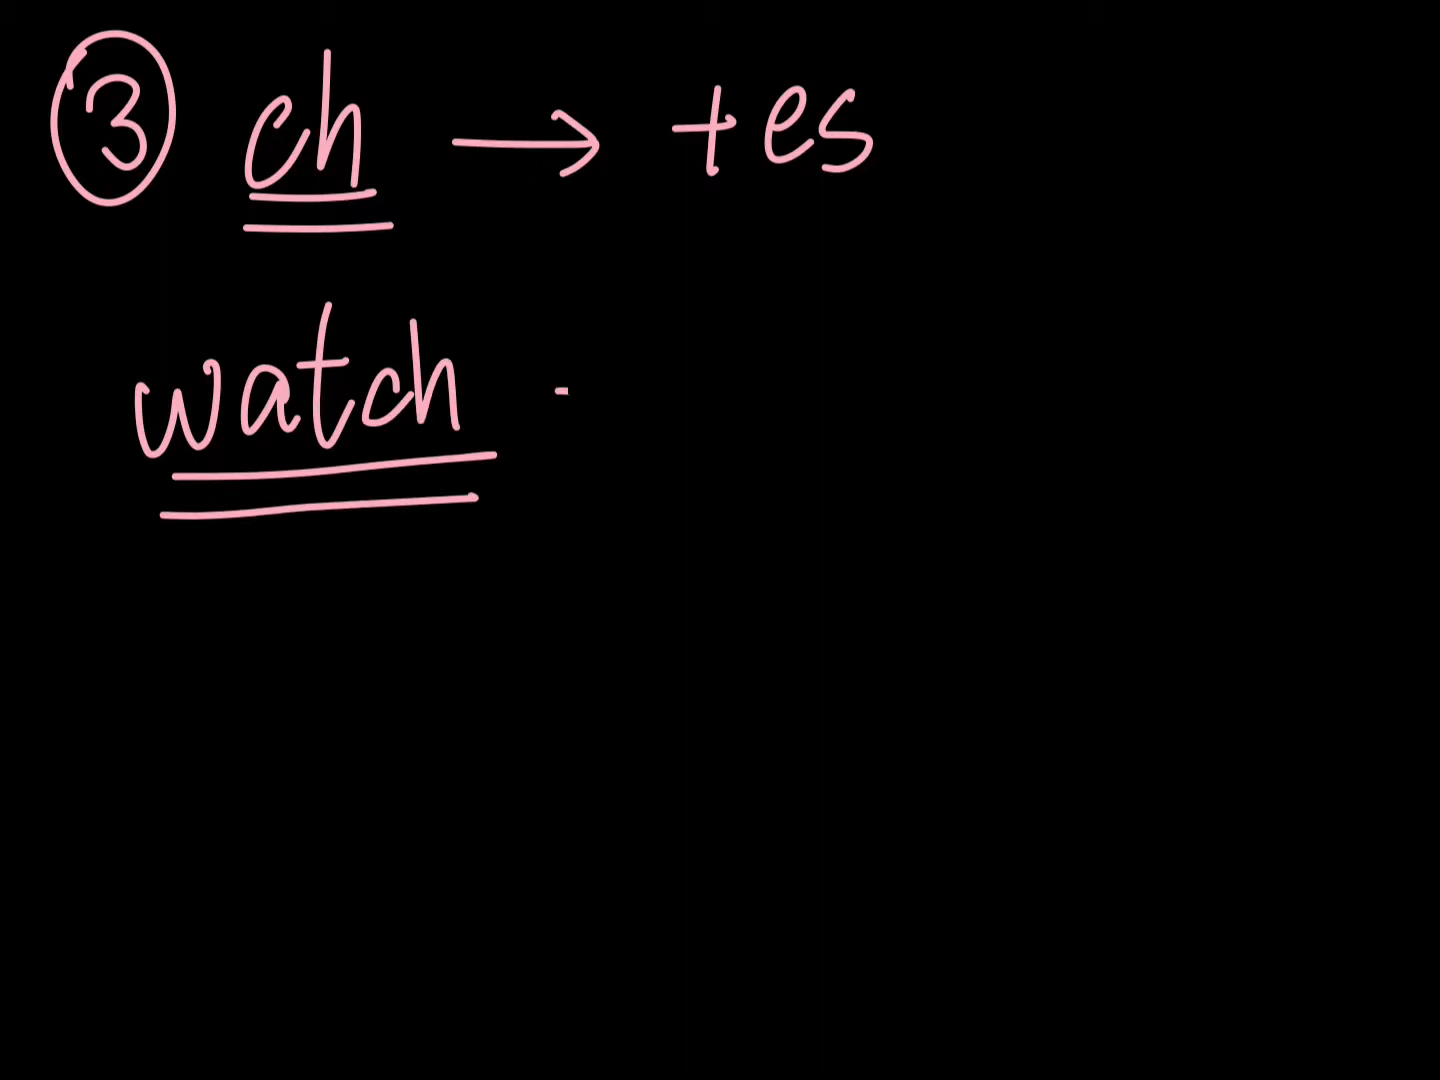 ③ ch → +es
watch -